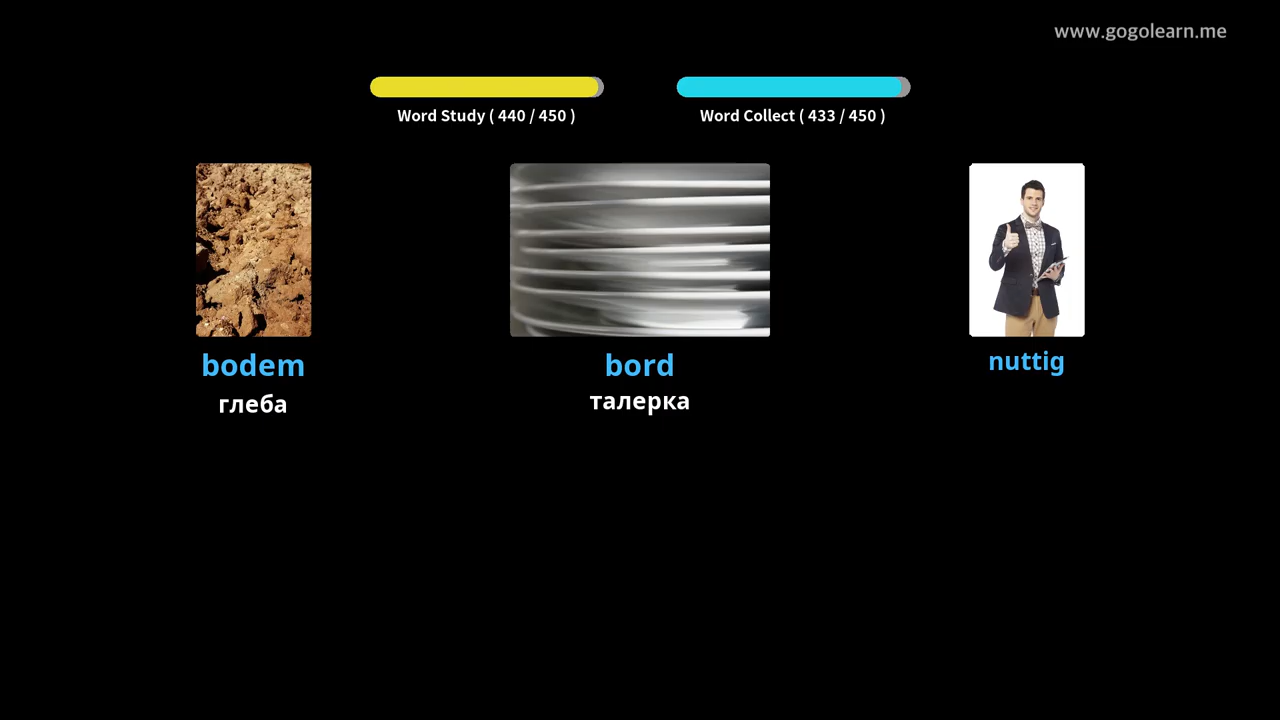 www.gogolearn.me
Word Study ( 440 / 450 )
Word Collect ( 433 / 450 )
bodem
глеба
bord
талерка
nuttig